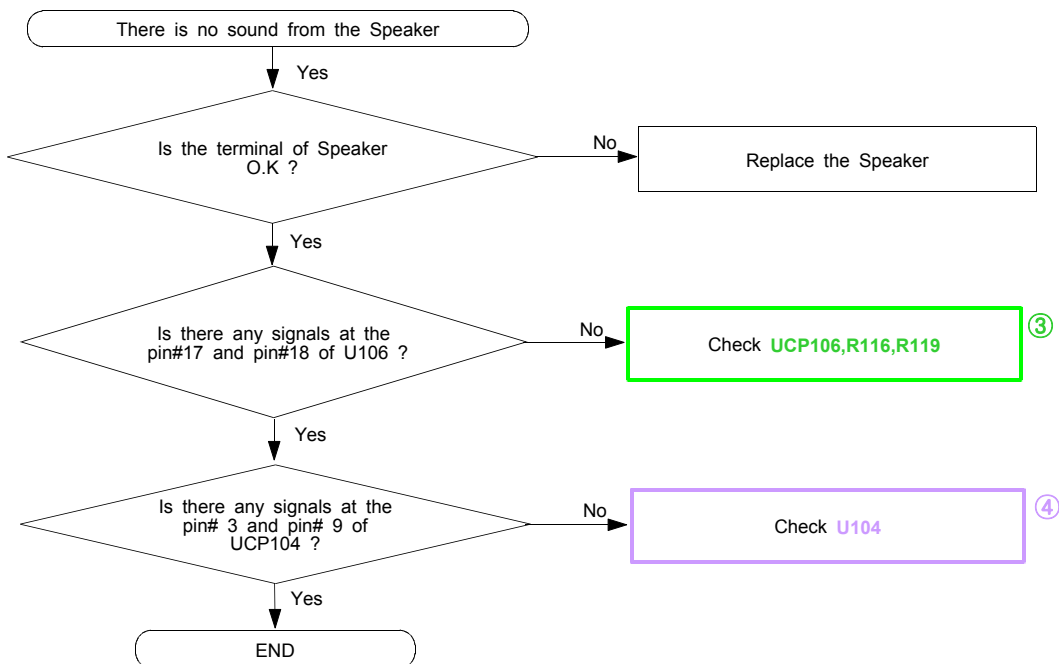 There is no sound from the Speaker
Yes
Is the terminal of Speaker
O.K ?
No
Replace the Speaker
Yes
Is there any signals at the
pin#17 and pin#18 of U106 ?
No
Check UCP106,R116,R119
③
Yes
Is there any signals at the
pin# 3 and pin# 9 of
UCP104 ?
No
Check U104
④
Yes
END